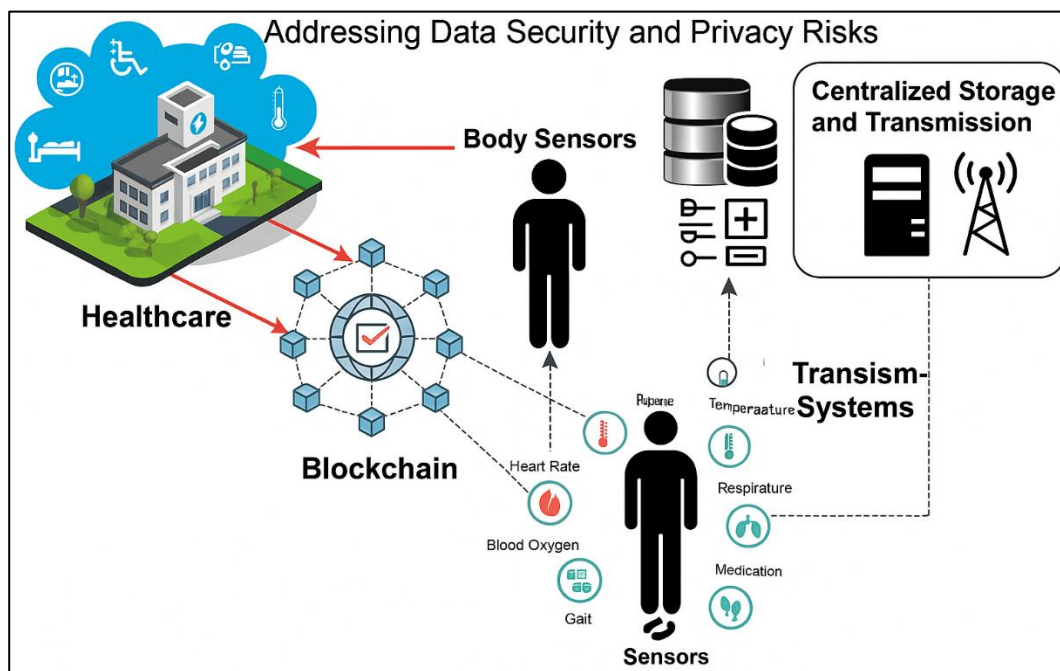 Addressing Data Security and Privacy Risks
Centralized Storage
and Transmission
Body Sensors
Healthcare
Blockchain
Transism-
Systems
Temperaature
Heart Rate
Respirature
Blood Oxygen
Medication
Gait
Sensors